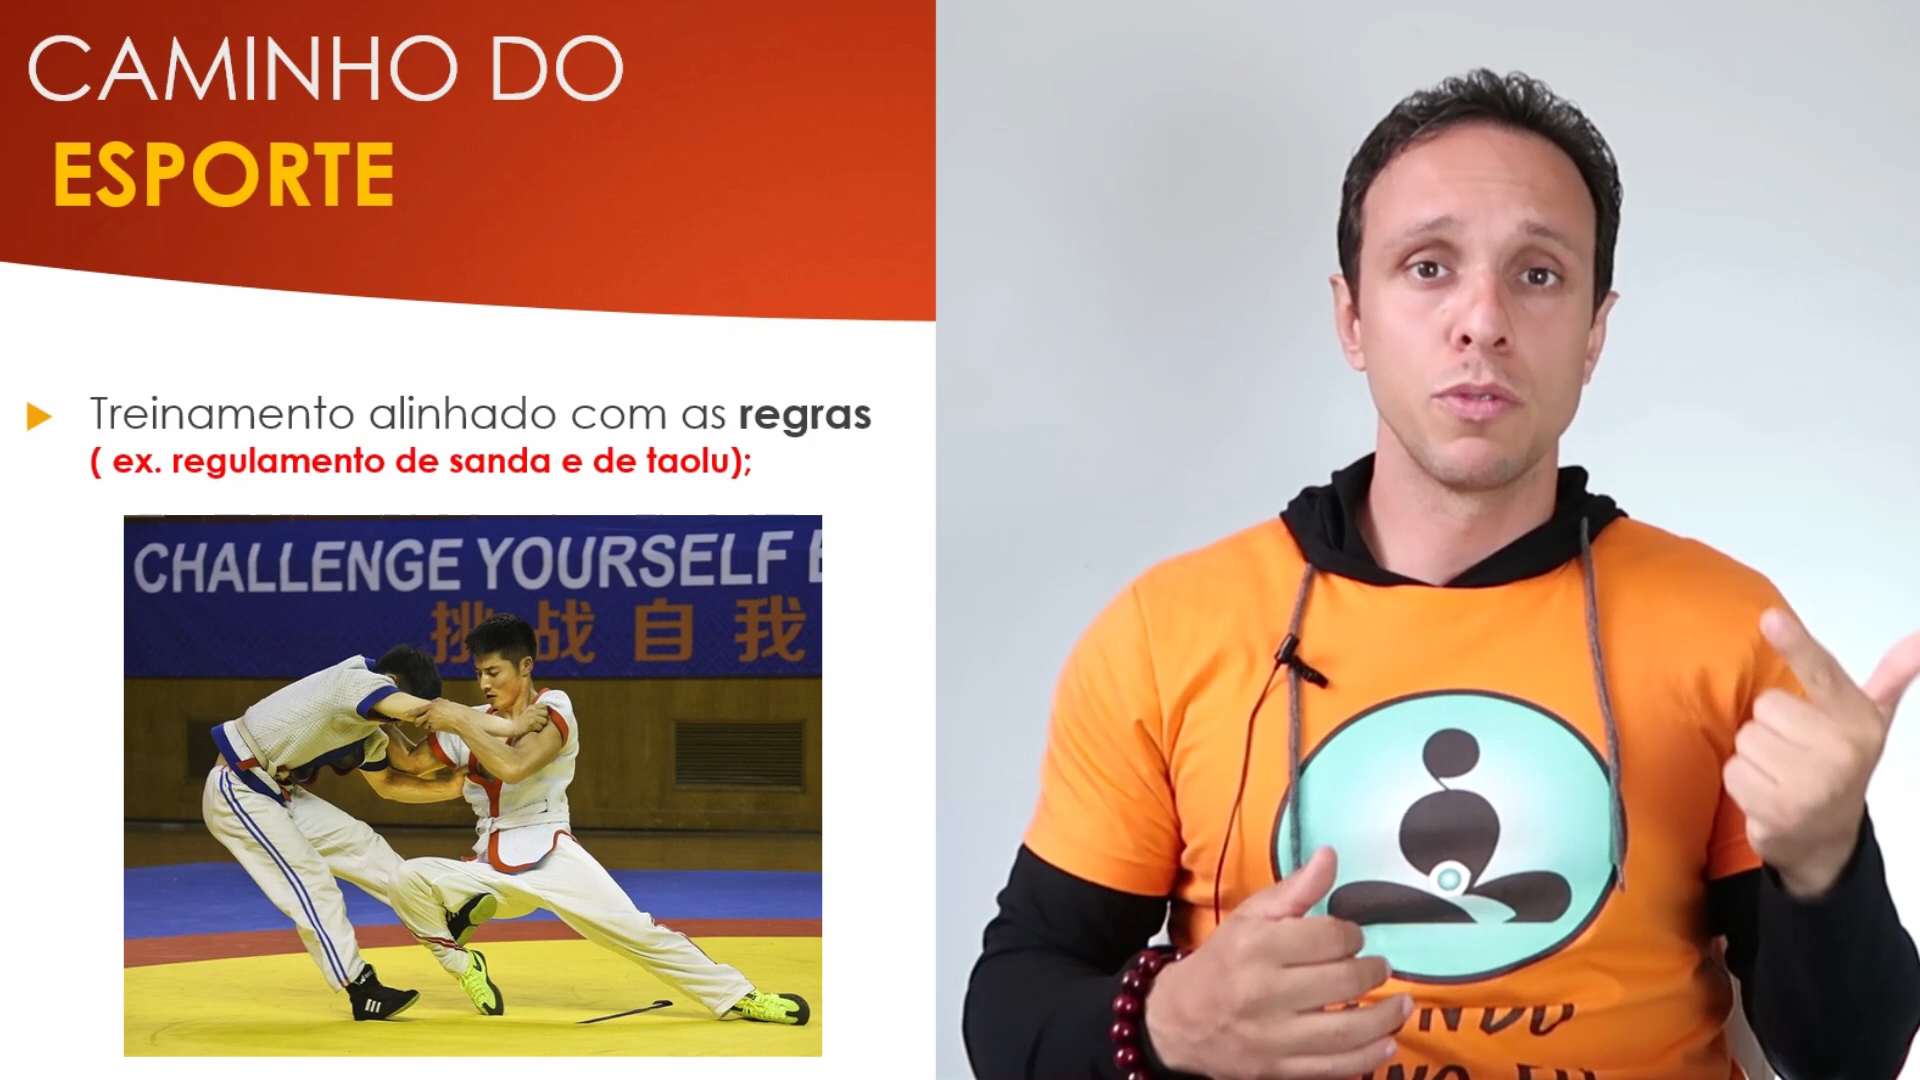 CAMINHO DO
ESPORTE
Treinamento alinhado com as regras
( ex. regulamento de sanda e de taolu);
CHALLENGE YOURSELF
挑战自我